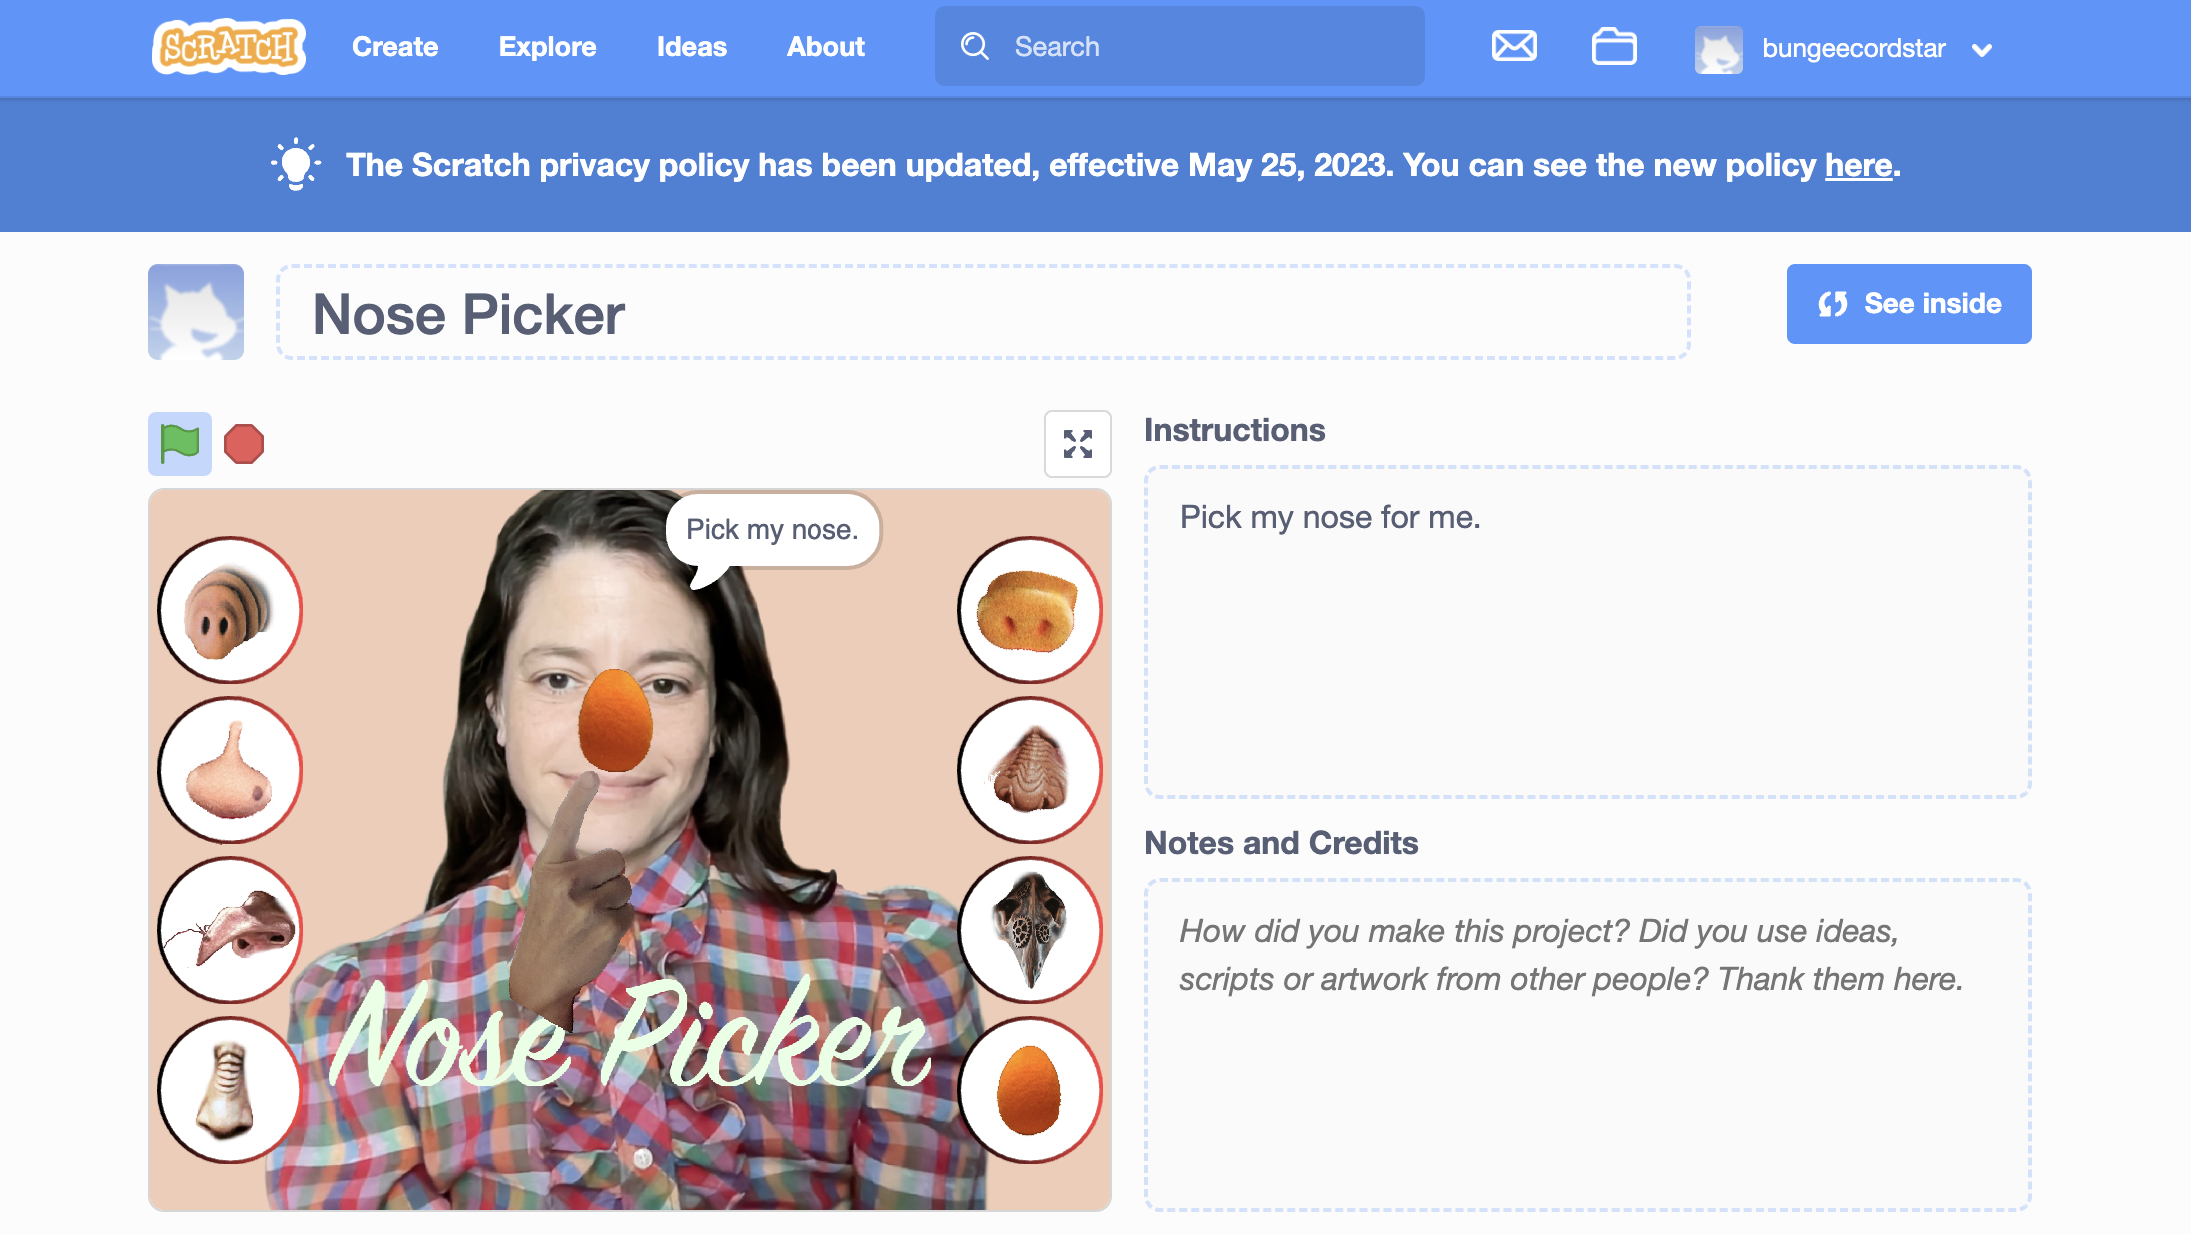 SCRATCH Create Explore Ideas About Search bungeecordstar
The Scratch privacy policy has been updated, effective May 25, 2023. You can see the new policy here.
Nose Picker
See inside
Pick my nose.
Nose Picker
Instructions
Pick my nose for me.
Notes and Credits
How did you make this project? Did you use ideas,
scripts or artwork from other people? Thank them here.